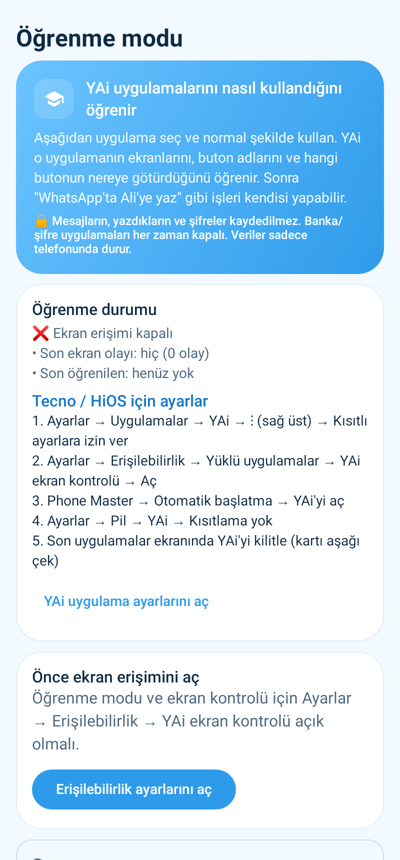 Öğrenme modu
YAi uygulamalarını nasıl kullandığını
öğrenir
Aşağıdan uygulama seç ve normal şekilde kullan. YAi
o uygulamanın ekranlarını, buton adlarını ve hangi
butonun nereye götürdüğünü öğrenir. Sonra
"WhatsApp'ta Ali'ye yaz" gibi işleri kendisi yapabilir.
🔒 Mesajların, yazdıkların ve şifreler kaydedilmez. Banka/
şifre uygulamaları her zaman kapalı. Veriler sadece
telefonunda durur.
Öğrenme durumu
❌ Ekran erişimi kapalı
• Son ekran olayı: hiç (0 olay)
• Son öğrenilen: henüz yok
Tecno / HiOS için ayarlar
1. Ayarlar → Uygulamalar → YAi → ⋮ (sağ üst) → Kısıtlı
ayarlara izin ver
2. Ayarlar → Erişilebilirlik → Yüklü uygulamalar → YAi
ekran kontrolü → Aç
3. Phone Master → Otomatik başlatma → YAi'yi aç
4. Ayarlar → Pil → YAi → Kısıtlama yok
5. Son uygulamalar ekranında YAi'yi kilitle (kartı aşağı
çek)
YAi uygulama ayarlarını aç
Önce ekran erişimini aç
Öğrenme modu ve ekran kontrolü için Ayarlar
→ Erişilebilirlik → YAi ekran kontrolü açık
olmalı.
Erişilebilirlik ayarlarını aç